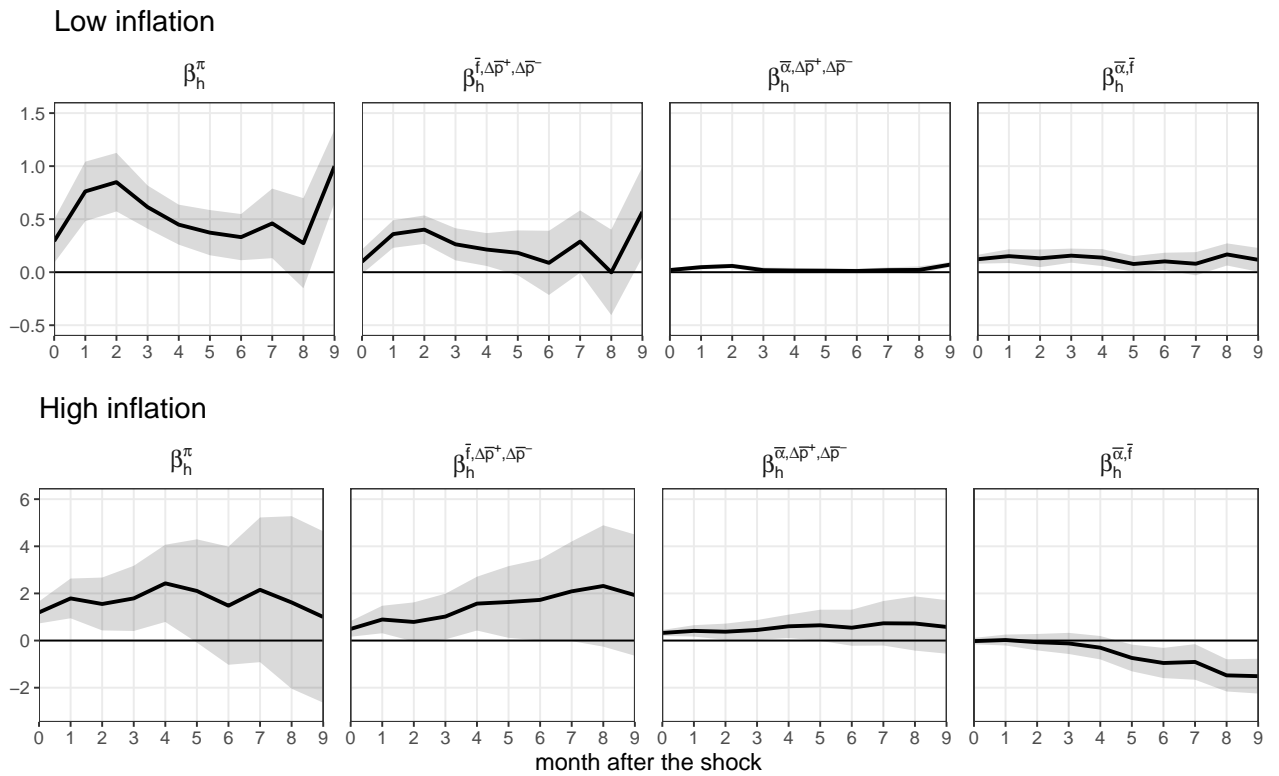 Low inflation
β_h^π β_h^{f̄,Δp̄⁺,Δp̄⁻} β_h^{ᾱ,Δp̄⁺,Δp̄⁻} β_h^{ᾱ,f̄}
1.5
1.0
0.5
0.0
−0.5
0 1 2 3 4 5 6 7 8 9 0 1 2 3 4 5 6 7 8 9 0 1 2 3 4 5 6 7 8 9 0 1 2 3 4 5 6 7 8 9
High inflation
β_h^π β_h^{f̄,Δp̄⁺,Δp̄⁻} β_h^{ᾱ,Δp̄⁺,Δp̄⁻} β_h^{ᾱ,f̄}
6
4
2
0
−2
0 1 2 3 4 5 6 7 8 9 0 1 2 3 4 5 6 7 8 9 0 1 2 3 4 5 6 7 8 9 0 1 2 3 4 5 6 7 8 9
month after the shock